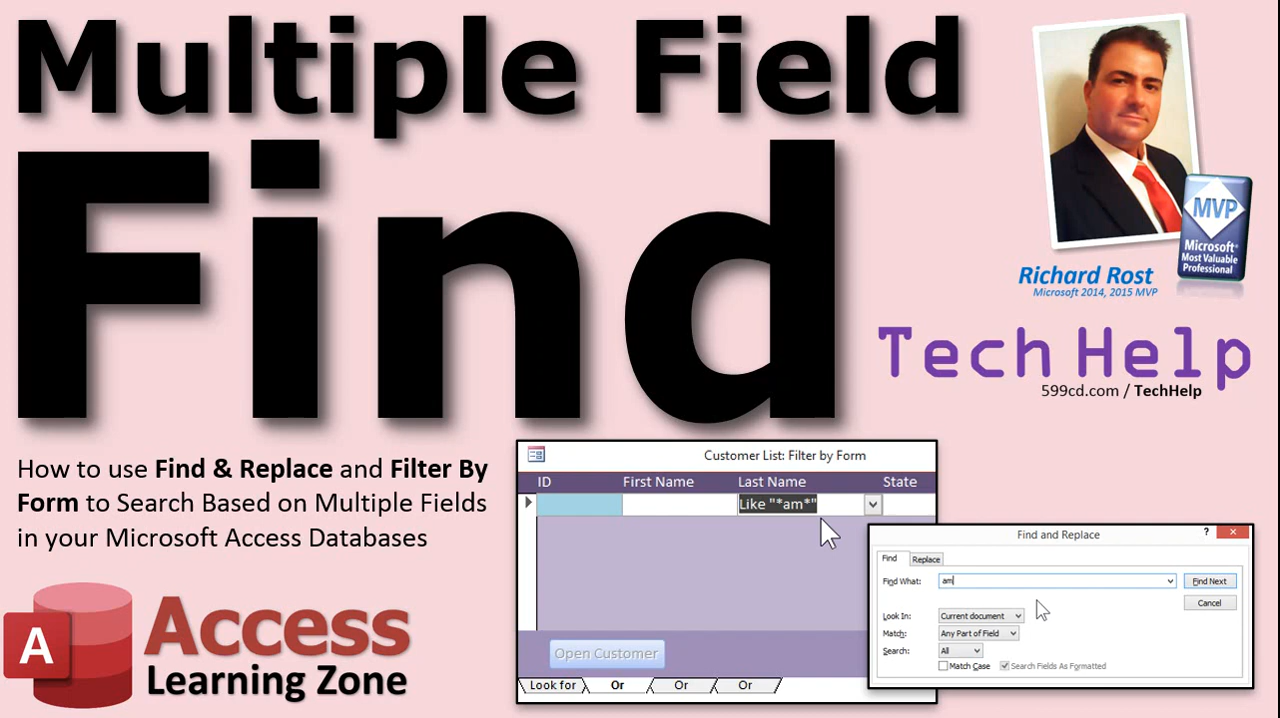 Multiple Field
Find
MVP
Microsoft®
Most Valuable
Professional
Richard Rost
Microsoft 2014, 2015 MVP
Tech Help
599cd.com / TechHelp
How to use Find & Replace and Filter By
Form to Search Based on Multiple Fields
in your Microsoft Access Databases
A
Access
Learning Zone
Customer List: Filter by Form
ID First Name Last Name State
Like "*am*"
Open Customer
Look for Or Or Or
Find and Replace
?
Find Replace
Find What: am Find Next
Cancel
Look In: Current document
Match: Any Part of Field
Search: All
Match Case Search Fields As Formatted